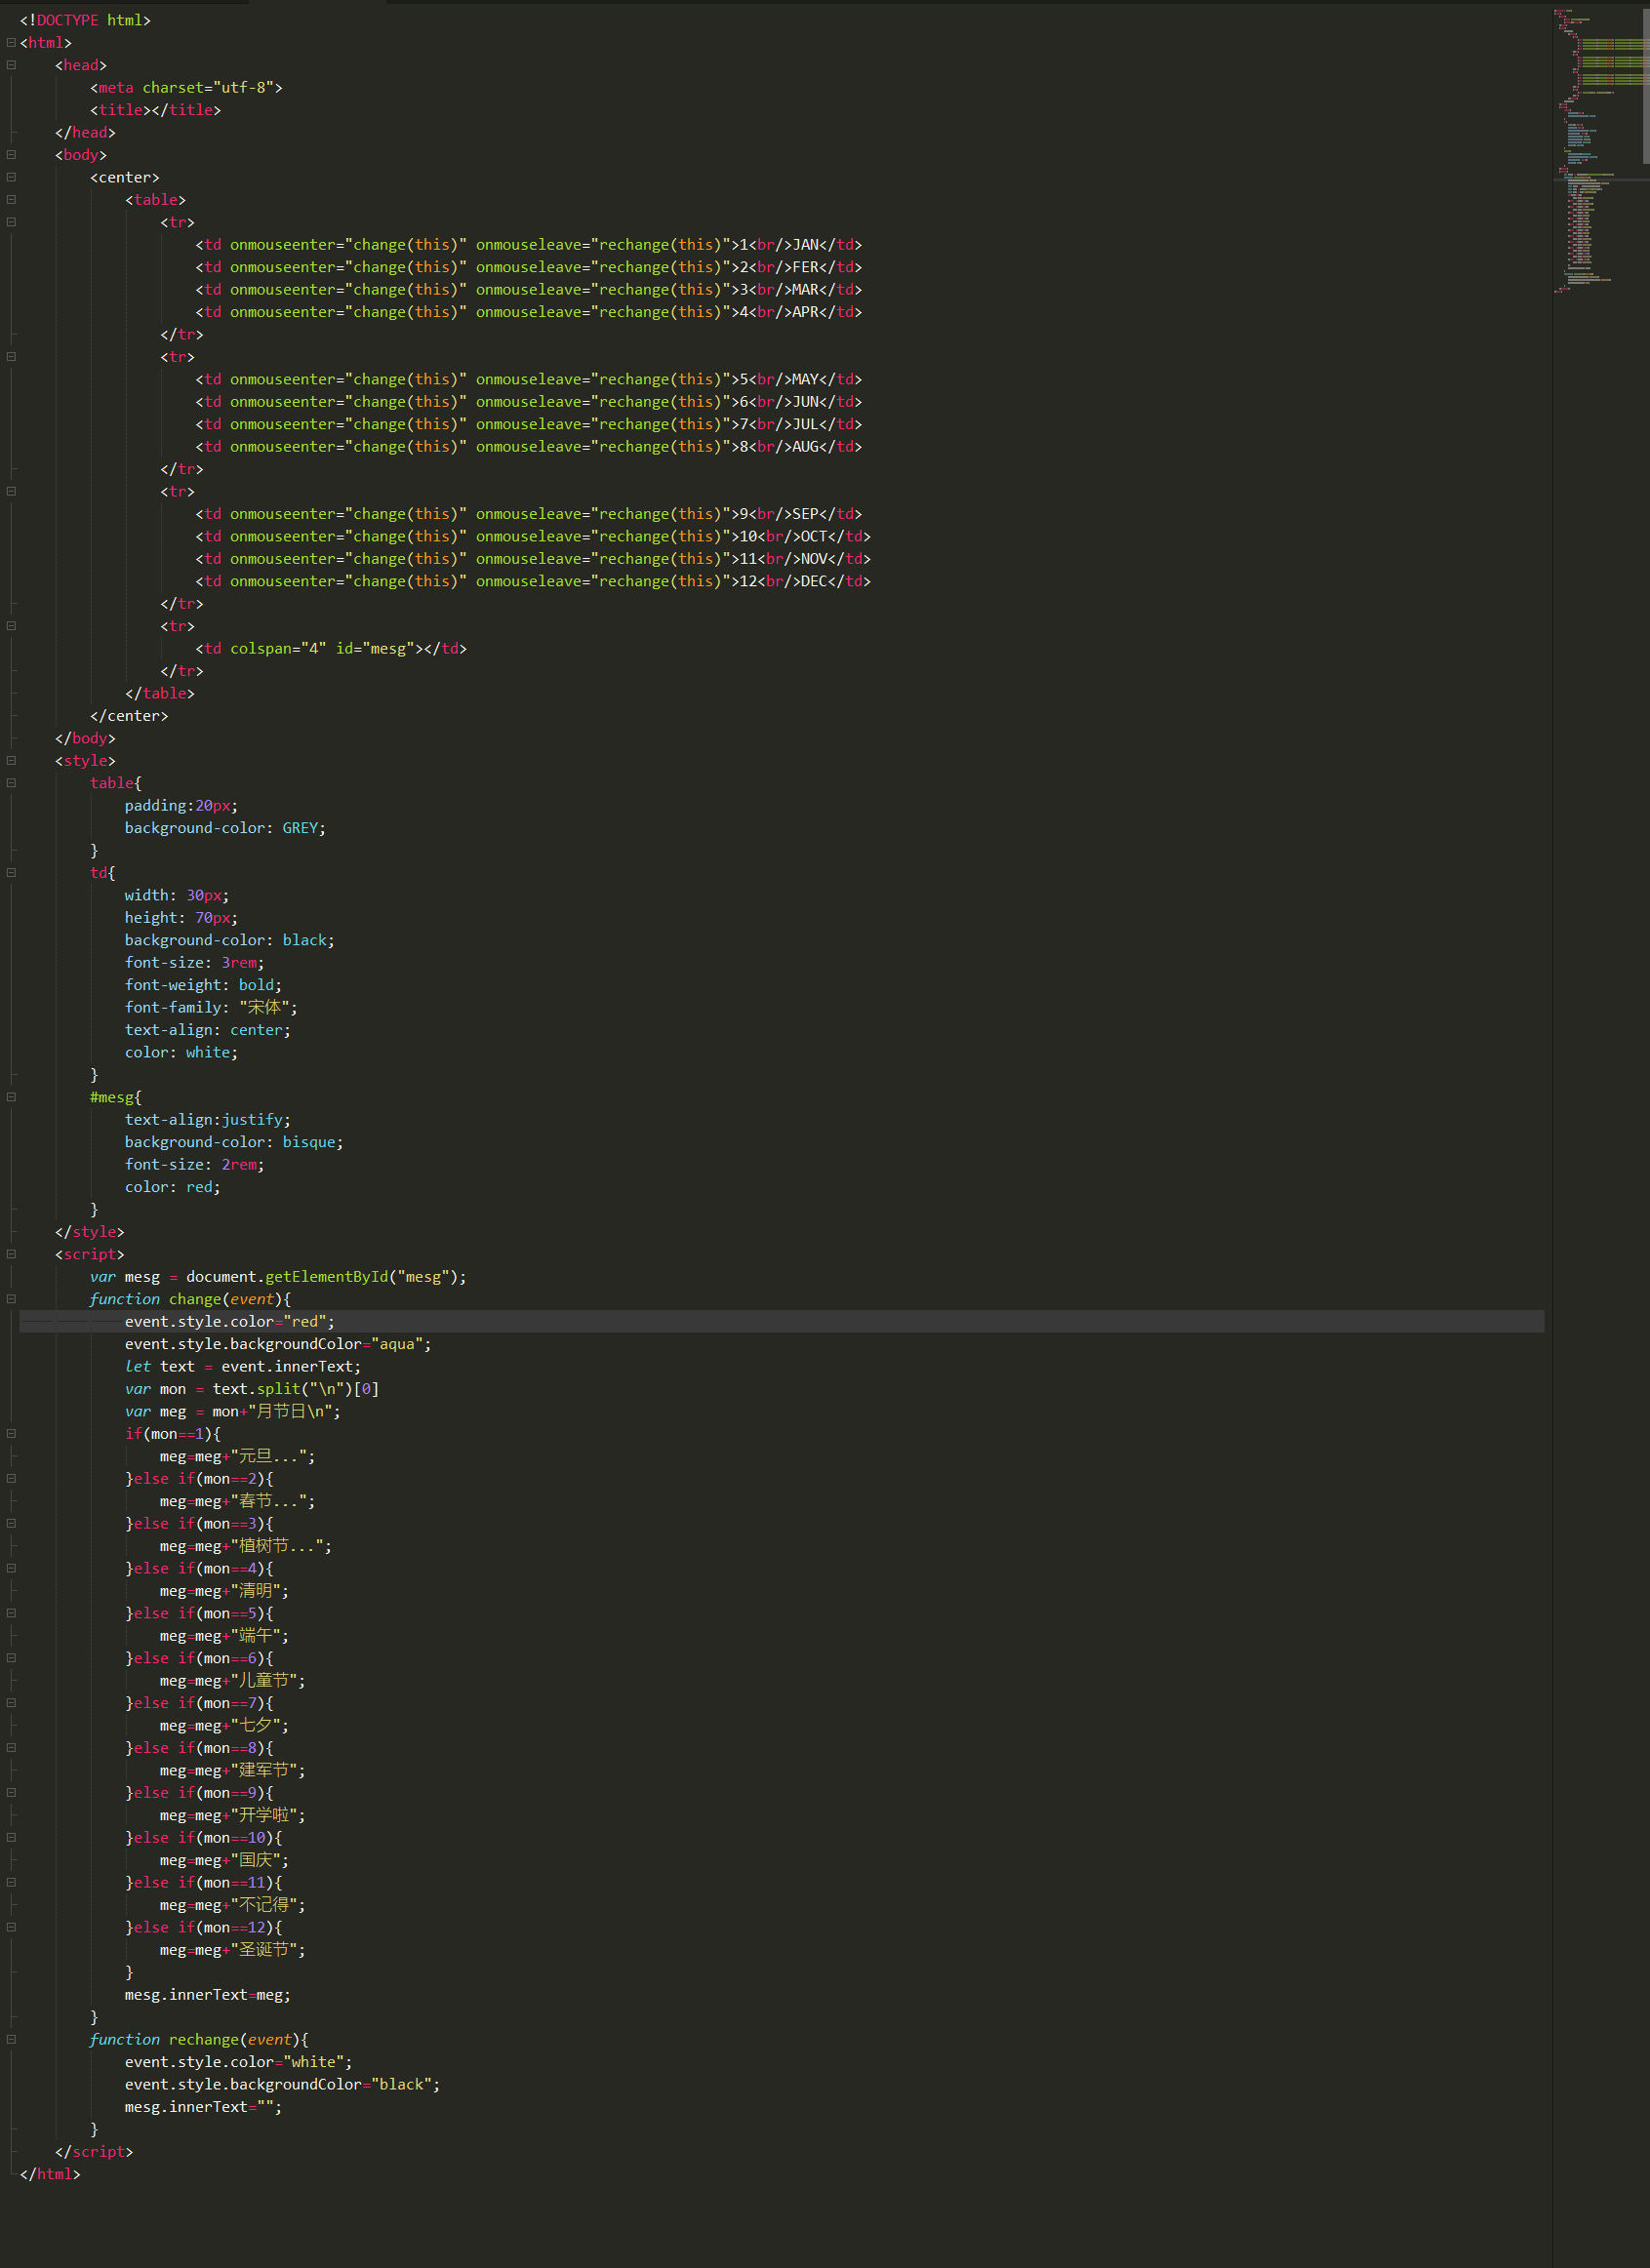 <!DOCTYPE html>
<html>
<head>
<meta charset="utf-8">
<title></title>
</head>
<body>
<center>
<table>
<tr>
<td onmouseenter="change(this)" onmouseleave="rechange(this)">1<br/>JAN</td>
<td onmouseenter="change(this)" onmouseleave="rechange(this)">2<br/>FER</td>
<td onmouseenter="change(this)" onmouseleave="rechange(this)">3<br/>MAR</td>
<td onmouseenter="change(this)" onmouseleave="rechange(this)">4<br/>APR</td>
</tr>
<tr>
<td onmouseenter="change(this)" onmouseleave="rechange(this)">5<br/>MAY</td>
<td onmouseenter="change(this)" onmouseleave="rechange(this)">6<br/>JUN</td>
<td onmouseenter="change(this)" onmouseleave="rechange(this)">7<br/>JUL</td>
<td onmouseenter="change(this)" onmouseleave="rechange(this)">8<br/>AUG</td>
</tr>
<tr>
<td onmouseenter="change(this)" onmouseleave="rechange(this)">9<br/>SEP</td>
<td onmouseenter="change(this)" onmouseleave="rechange(this)">10<br/>OCT</td>
<td onmouseenter="change(this)" onmouseleave="rechange(this)">11<br/>NOV</td>
<td onmouseenter="change(this)" onmouseleave="rechange(this)">12<br/>DEC</td>
</tr>
<tr>
<td colspan="4" id="mesg"></td>
</tr>
</table>
</center>
</body>
<style>
table{
padding:20px;
background-color: GREY;
}
td{
width: 30px;
height: 70px;
background-color: black;
font-size: 3rem;
font-weight: bold;
font-family: "宋体";
text-align: center;
color: white;
}
#mesg{
text-align:justify;
background-color: bisque;
font-size: 2rem;
color: red;
}
</style>
<script>
var mesg = document.getElementById("mesg");
function change(event){
event.style.color="red";
event.style.backgroundColor="aqua";
let text = event.innerText;
var mon = text.split("\n")[0]
var meg = mon+"月节日\n";
if(mon==1){
meg=meg+"元旦...";
}else if(mon==2){
meg=meg+"春节...";
}else if(mon==3){
meg=meg+"植树节...";
}else if(mon==4){
meg=meg+"清明";
}else if(mon==5){
meg=meg+"端午";
}else if(mon==6){
meg=meg+"儿童节";
}else if(mon==7){
meg=meg+"七夕";
}else if(mon==8){
meg=meg+"建军节";
}else if(mon==9){
meg=meg+"开学啦";
}else if(mon==10){
meg=meg+"国庆";
}else if(mon==11){
meg=meg+"不记得";
}else if(mon==12){
meg=meg+"圣诞节";
}
mesg.innerText=meg;
}
function rechange(event){
event.style.color="white";
event.style.backgroundColor="black";
mesg.innerText="";
}
</script>
</html>